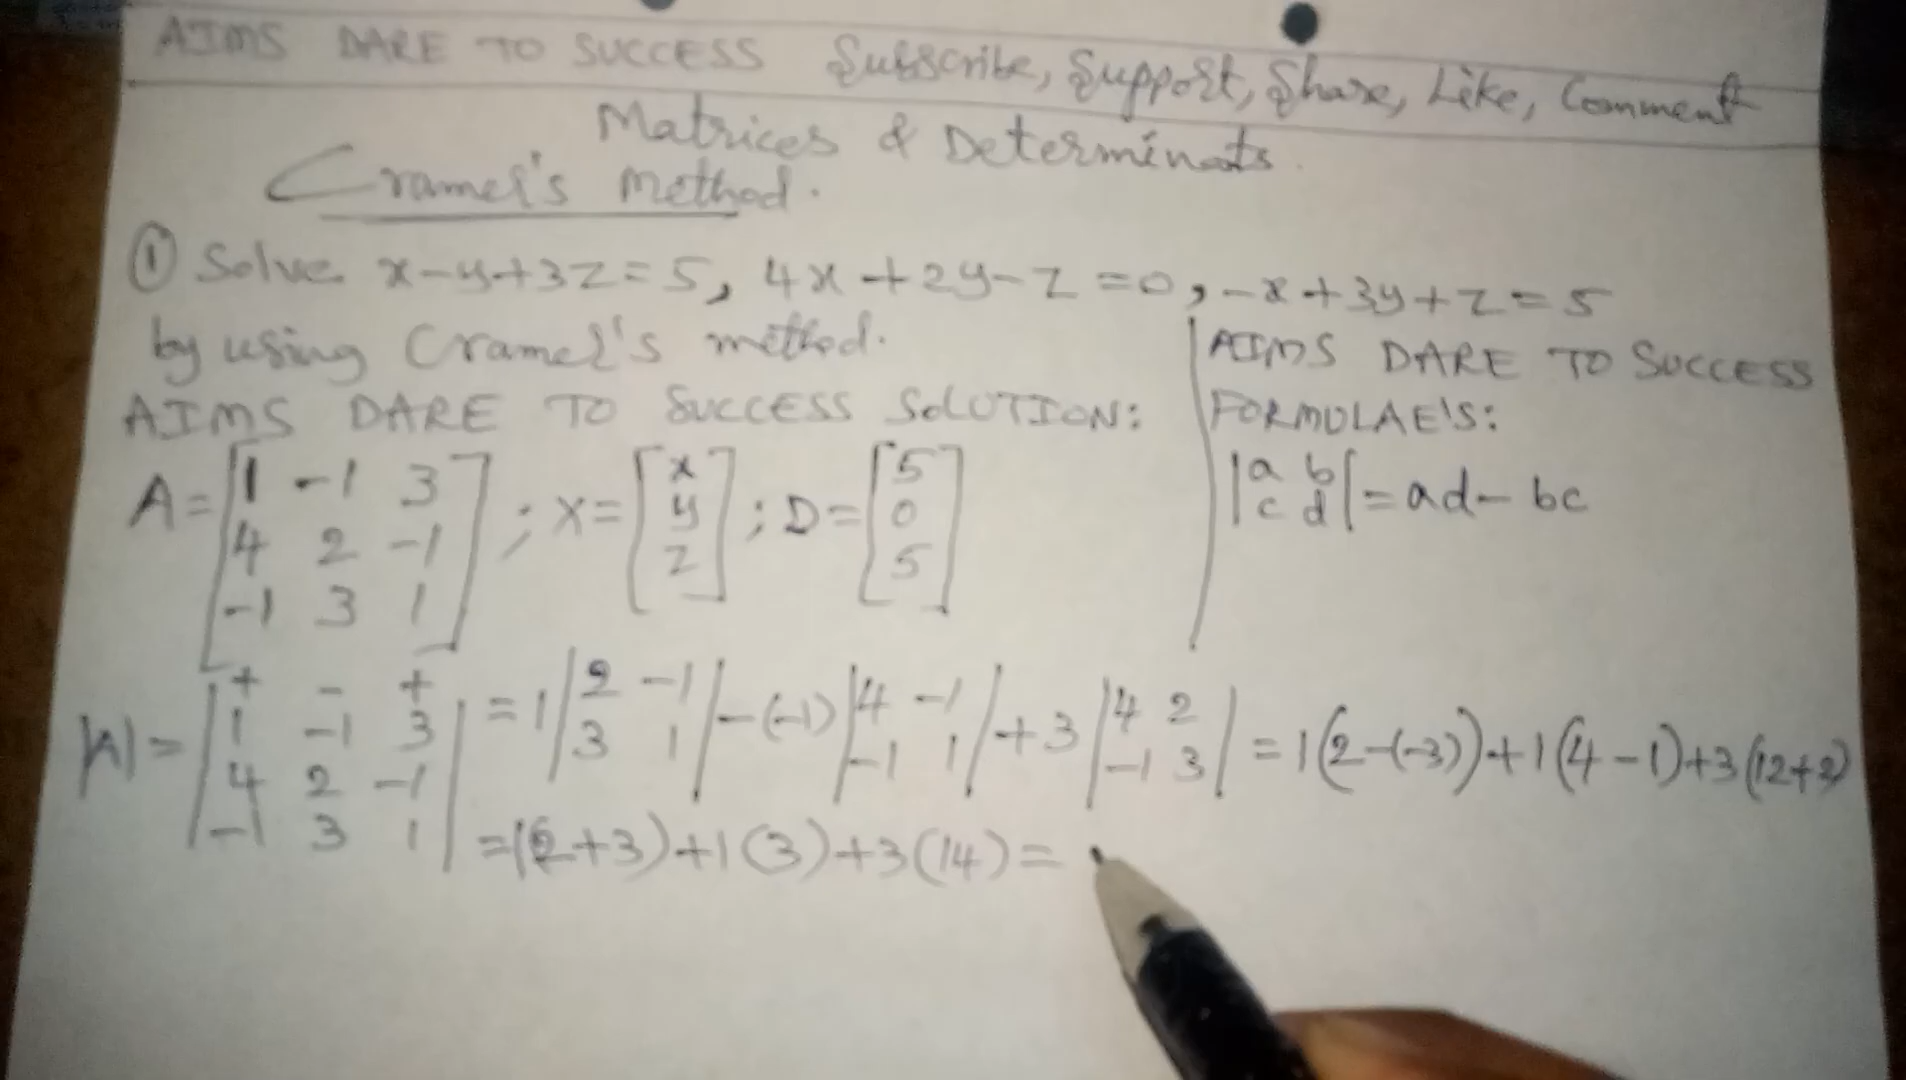 AIMS DARE TO SUCCESS Subscribe, Support, Share, Like, Comment
Matrices & Determinats.
Cramer's Method.
① Solve x-y+3z=5, 4x+2y-z=0, -x+3y+z=5
by using Cramer's method.
AIMS DARE TO SUCCESS SOLUTION:
AIMS DARE TO SUCCESS
FORMULAE'S:
|a b|
|c d| = ad - bc
A = [1 -1 3] ; X = [x] ; D = [5]
[4 2 -1] [y] [0]
[-1 3 1] [z] [5]
+ - +
|A| = |1 -1 3| = 1|2 -1| -(-1)|4 -1| +3|4 2| = 1(2-(-3))+1(4-1)+3(12+2)
|4 2 -1| |3 1| |-1 1| |-1 3|
|-1 3 1| =1(2+3)+1(3)+3(14)=